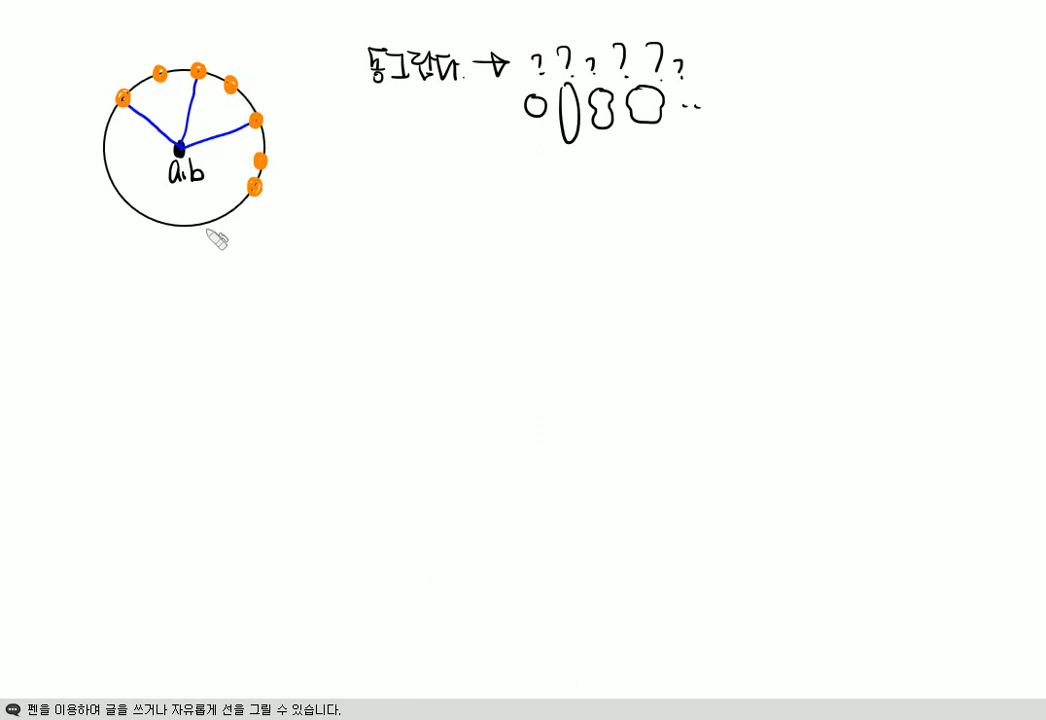 동그랗다. → ? ? ? ? ? ?
a,b
펜을 이용하여 글을 쓰거나 자유롭게 선을 그릴 수 있습니다.